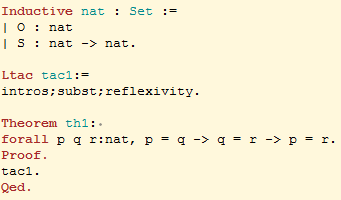 Inductive nat : Set :=
| O : nat
| S : nat -> nat.
Ltac tac1:=
intros;subst;reflexivity.
Theorem th1:
forall p q r:nat, p = q -> q = r -> p = r.
Proof.
tac1.
Qed.